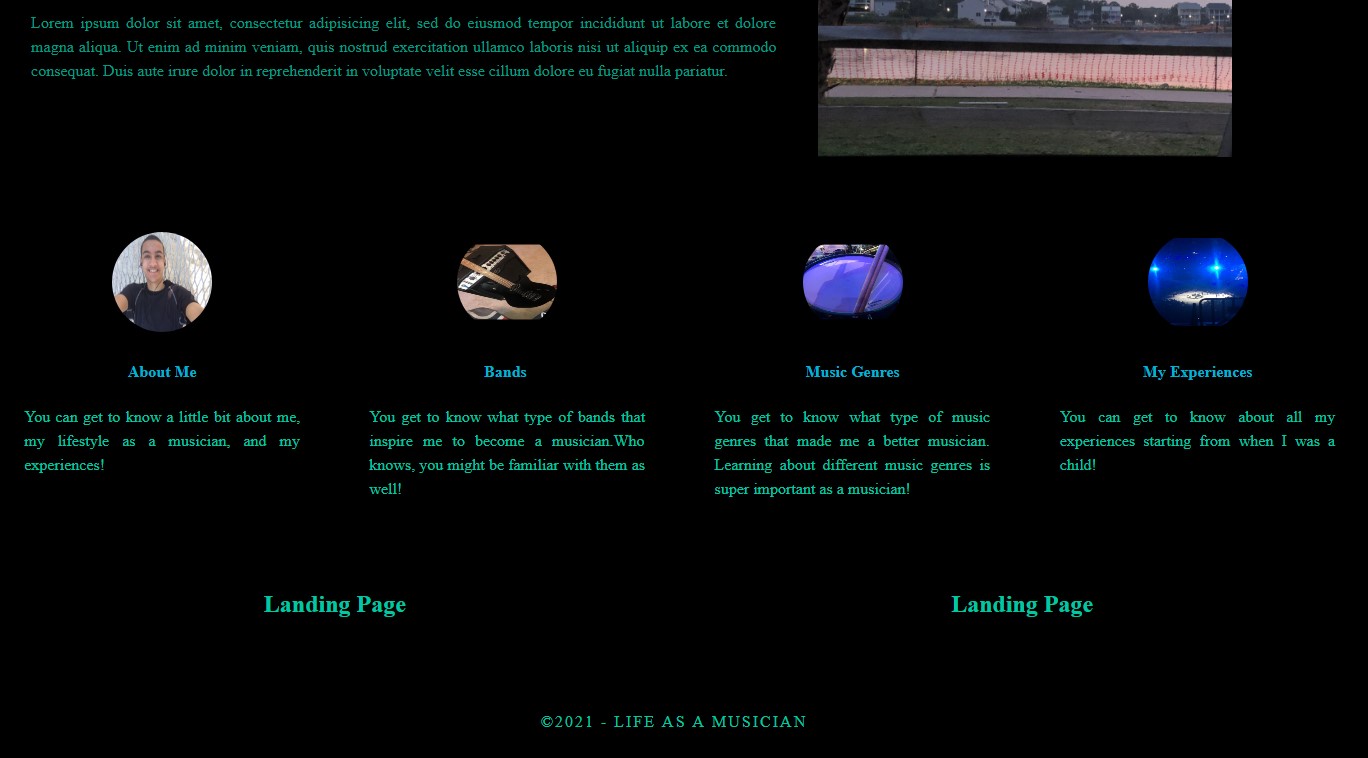 Lorem ipsum dolor sit amet, consectetur adipisicing elit, sed do eiusmod tempor incididunt ut labore et dolore
magna aliqua. Ut enim ad minim veniam, quis nostrud exercitation ullamco laboris nisi ut aliquip ex ea commodo
consequat. Duis aute irure dolor in reprehenderit in voluptate velit esse cillum dolore eu fugiat nulla pariatur.
About Me
You can get to know a little bit about me,
my lifestyle as a musician, and my
experiences!
Bands
You get to know what type of bands that
inspire me to become a musician.Who
knows, you might be familiar with them as
well!
Music Genres
You get to know what type of music
genres that made me a better musician.
Learning about different music genres is
super important as a musician!
My Experiences
You can get to know about all my
experiences starting from when I was a
child!
Landing Page
Landing Page
©2021 - LIFE AS A MUSICIAN